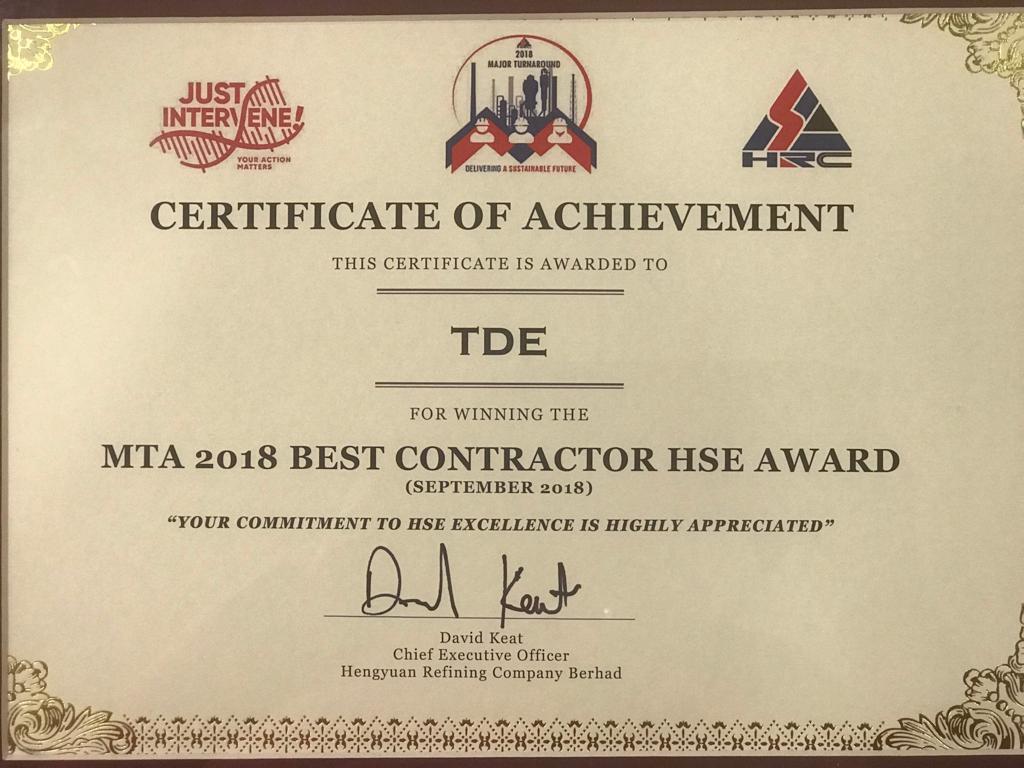 JUST
INTERVENE!
YOUR ACTION
MATTERS
2018
MAJOR TURNAROUND
DELIVERING A SUSTAINABLE FUTURE
HRC
CERTIFICATE OF ACHIEVEMENT
THIS CERTIFICATE IS AWARDED TO
TDE
FOR WINNING THE
MTA 2018 BEST CONTRACTOR HSE AWARD
(SEPTEMBER 2018)
“YOUR COMMITMENT TO HSE EXCELLENCE IS HIGHLY APPRECIATED”
David Keat
David Keat
Chief Executive Officer
Hengyuan Refining Company Berhad